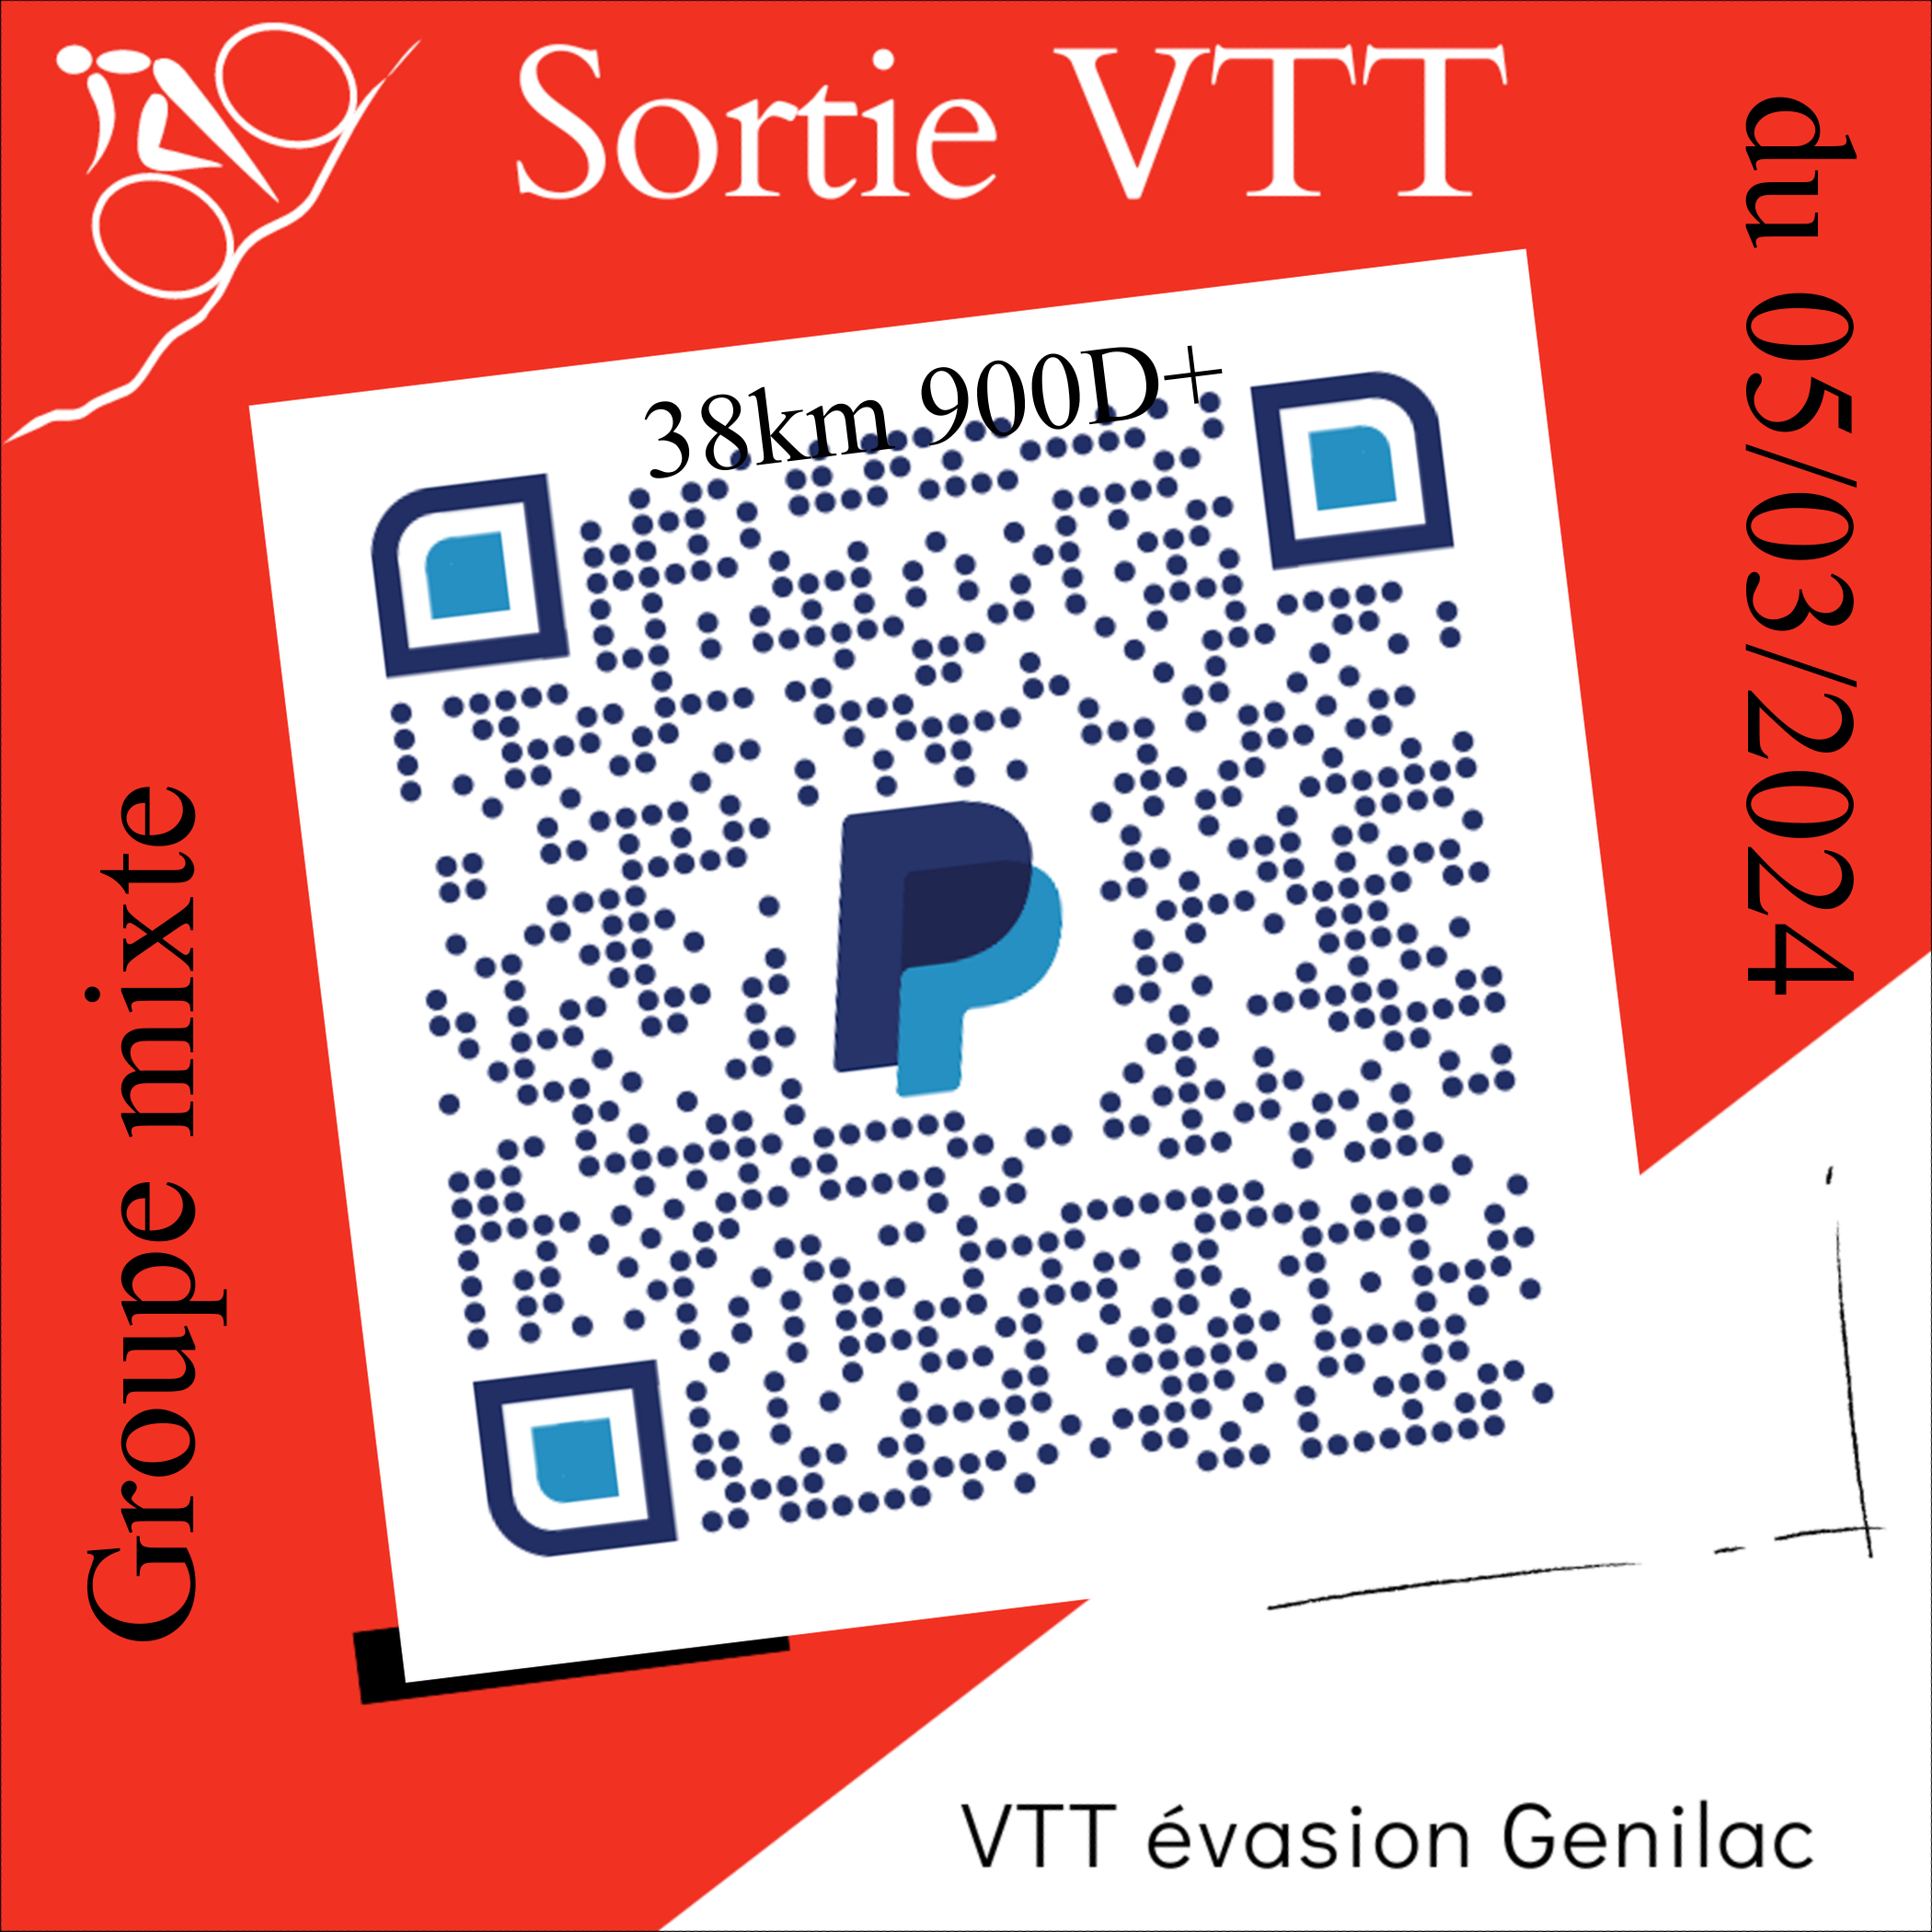 Sortie VTT
du 05/03/2024
38km 900D+
Groupe mixte
VTT évasion Genilac